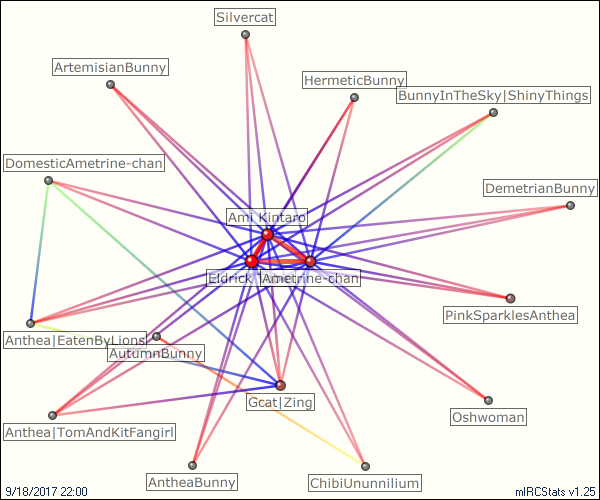 Silvercat
ArtemisianBunny
HermeticBunny
BunnyInTheSky|ShinyThings
DomesticAmetrine-chan
DemetrianBunny
Ami Kintaro
Eldrick
Ametrine-chan
PinkSparklesAnthea
Anthea|EatenByLions
AutumnBunny
Gcat|Zing
Oshwoman
Anthea|TomAndKitFangirl
AntheaBunny
ChibiUnunnilium
9/18/2017 22:00
mIRCStats v1.25